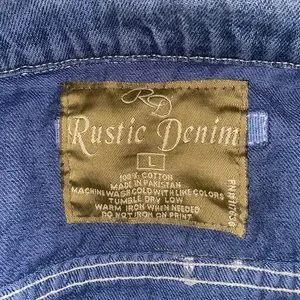 RD
Rustic Denim
L
100% COTTON
MADE IN PAKISTAN
MACHINE WASH COLD WITH LIKE COLORS
TUMBLE DRY LOW
WARM IRON WHEN NEEDED
DO NOT IRON ON PRINT